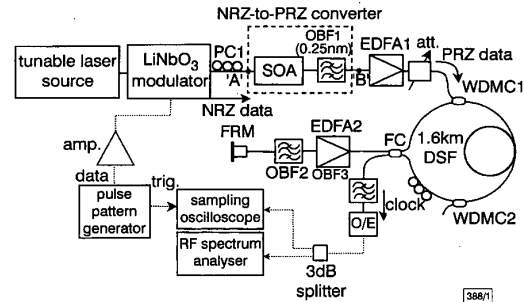 NRZ-to-PRZ converter
OBF1
(0.25nm)
EDFA1
att.
PRZ data
tunable laser
source
LiNbO3
modulator
PC1
'A'
SOA
'B'
WDMC1
NRZ data
FRM
OBF2
EDFA2
OBF3
FC
1.6km
DSF
amp.
data
trig.
pulse
pattern
generator
sampling
oscilloscope
RF spectrum
analyser
clock
O/E
WDMC2
3dB
splitter
388/1